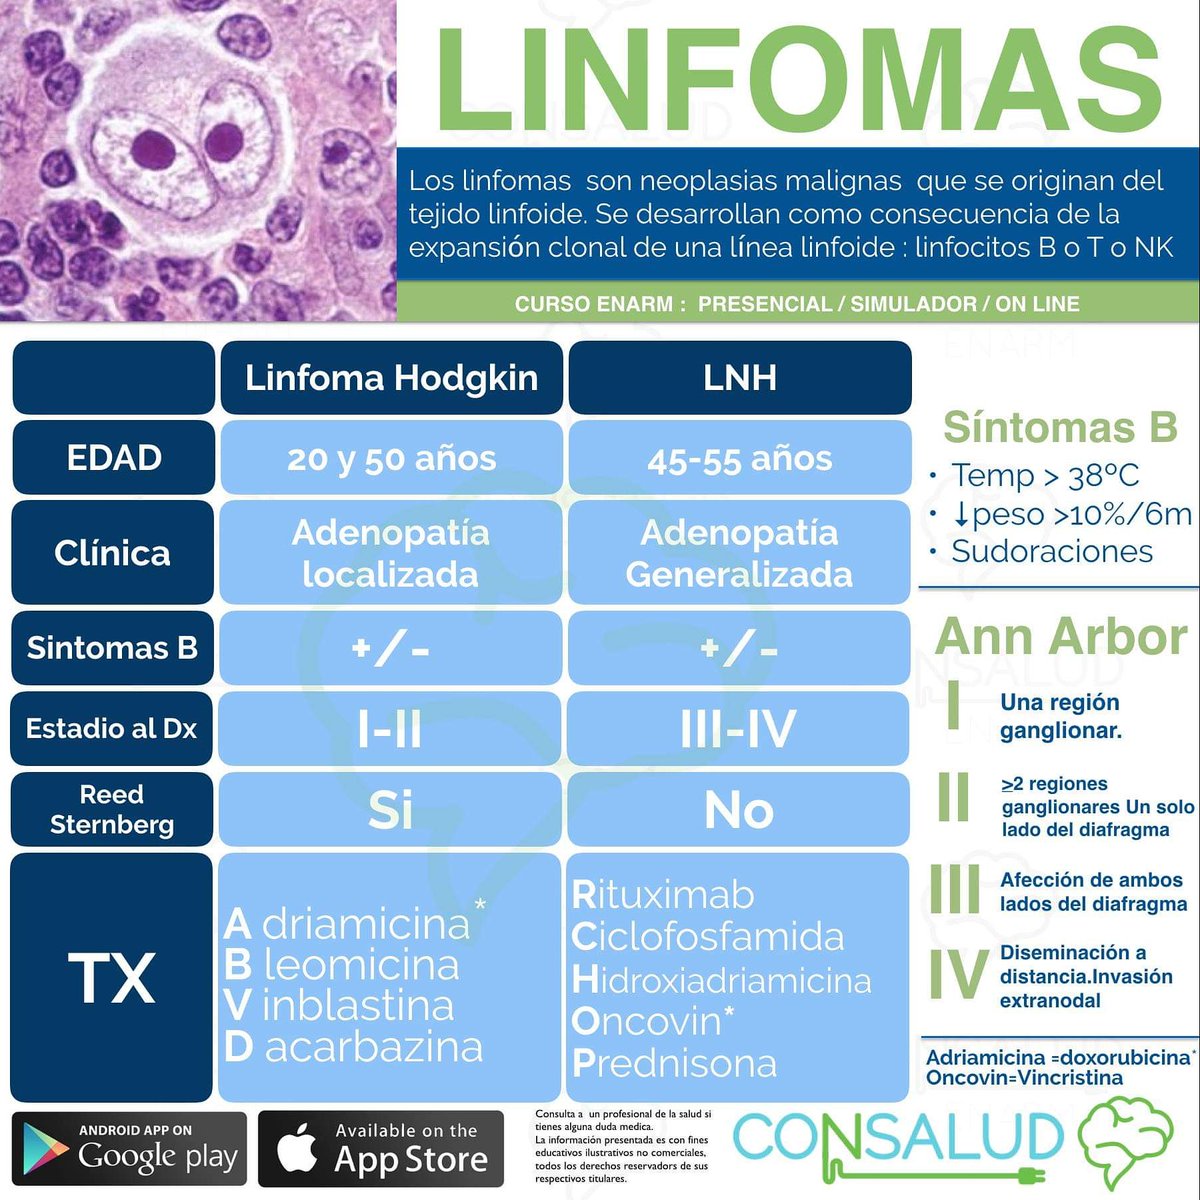 LINFOMAS
Los linfomas son neoplasias malignas que se originan del
tejido linfoide. Se desarrollan como consecuencia de la
expansión clonal de una línea linfoide : linfocitos B o T o NK
CURSO ENARM : PRESENCIAL / SIMULADOR / ON LINE
Linfoma Hodgkin
LNH
EDAD
20 y 50 años
45-55 años
Clínica
Adenopatía
localizada
Adenopatía
Generalizada
Sintomas B
+/-
+/-
Estadio al Dx
I-II
III-IV
Reed
Sternberg
Si
No
TX
A driamicina*
B leomicina
V inblastina
D acarbazina
Rituximab
Ciclofosfamida
Hidroxiadriamicina
Oncovin*
Prednisona
Síntomas B
• Temp > 38ºC
• ↓peso >10%/6m
• Sudoraciones
Ann Arbor
I
Una región
ganglionar.
II
≥2 regiones
ganglionares Un solo
lado del diafragma
III
Afección de ambos
lados del diafragma
IV
Diseminación a
distancia.Invasión
extranodal
Adriamicina =doxorubicina*
Oncovin=Vincristina
ANDROID APP ON
Google play
Available on the
App Store
Consulta a un profesional de la salud si
tienes alguna duda medica.
La información presentada es con fines
educativos ilustrativos no comerciales,
todos los derechos reservadors de sus
respectivos titulares.
CONSALUD